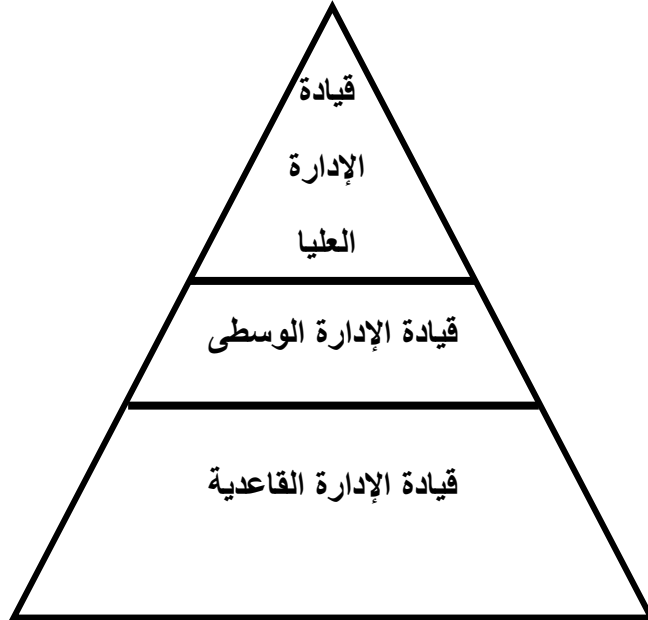 قيادة
الإدارة
العليا
قيادة الإدارة الوسطى
قيادة الإدارة القاعدية